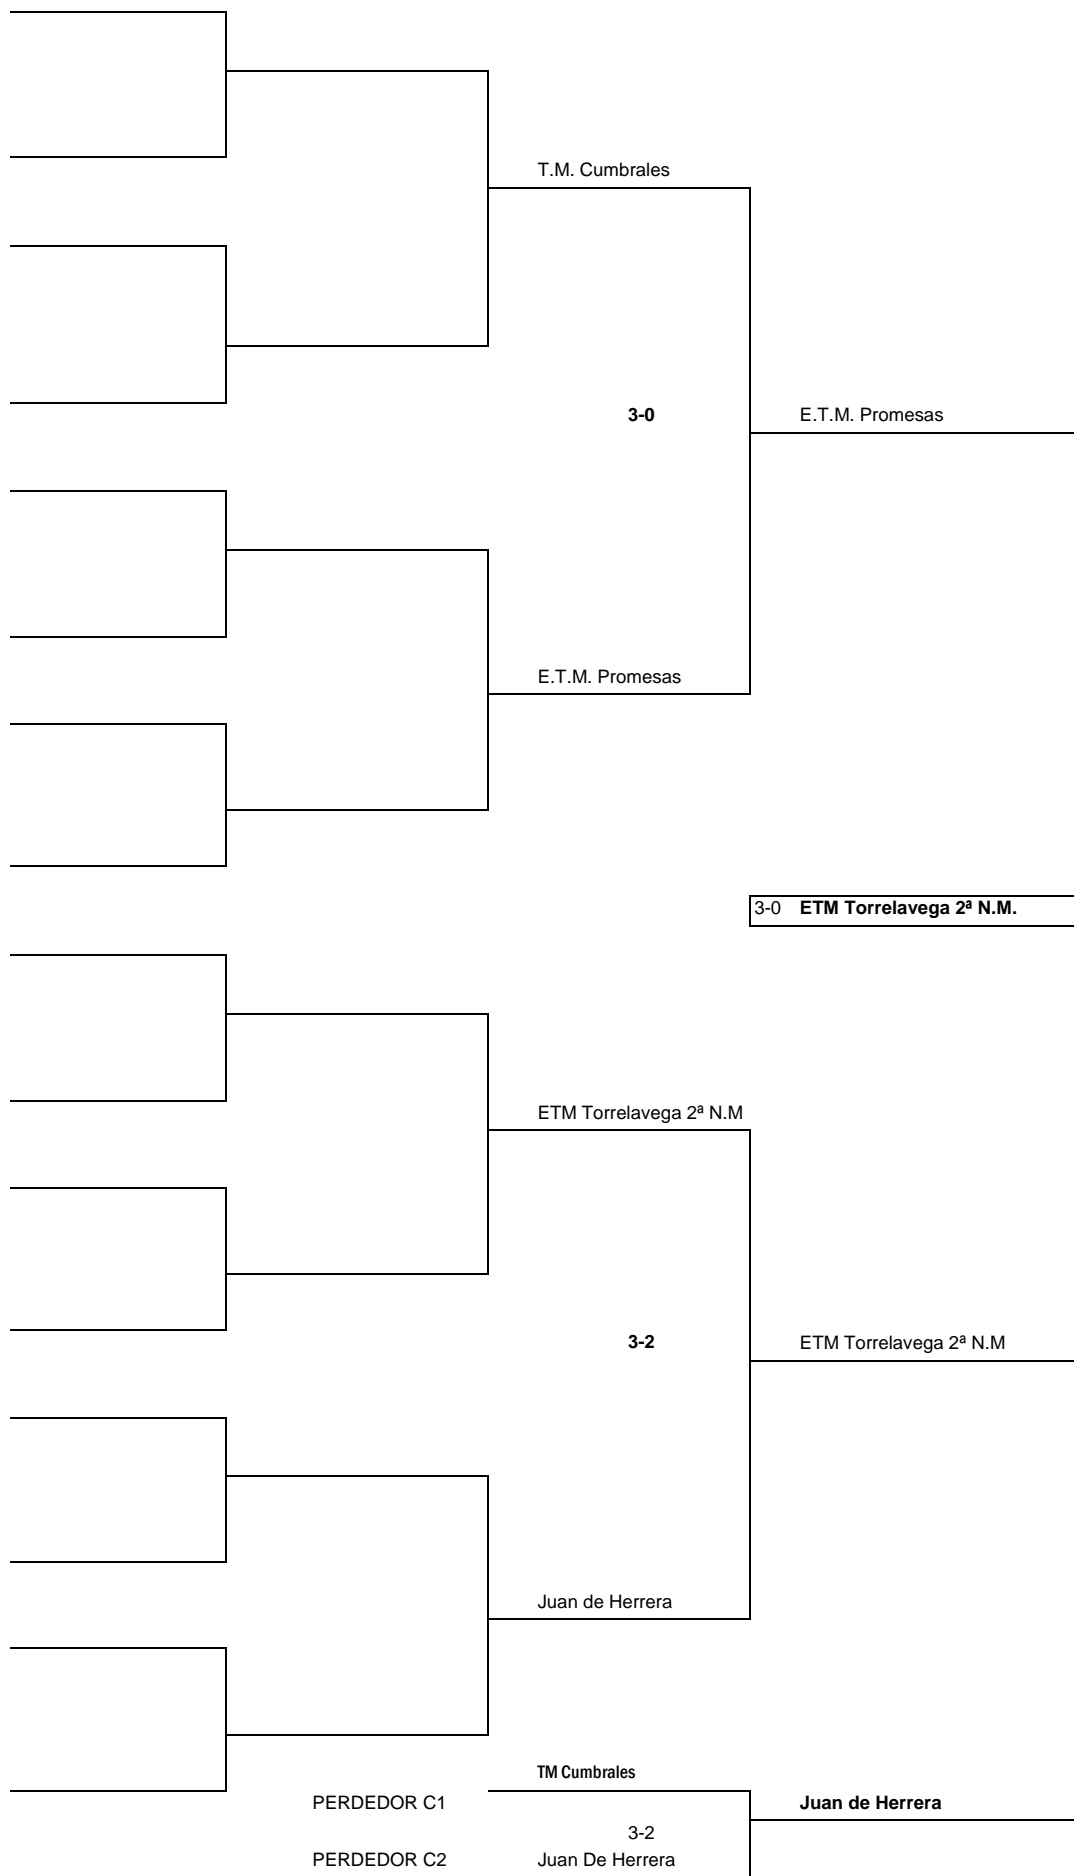 T.M. Cumbrales
3-0 E.T.M. Promesas
E.T.M. Promesas
3-0 ETM Torrelavega 2ª N.M.
ETM Torrelavega 2ª N.M
3-2 ETM Torrelavega 2ª N.M
Juan de Herrera
TM Cumbrales
PERDEDOR C1 Juan de Herrera
3-2
PERDEDOR C2 Juan De Herrera